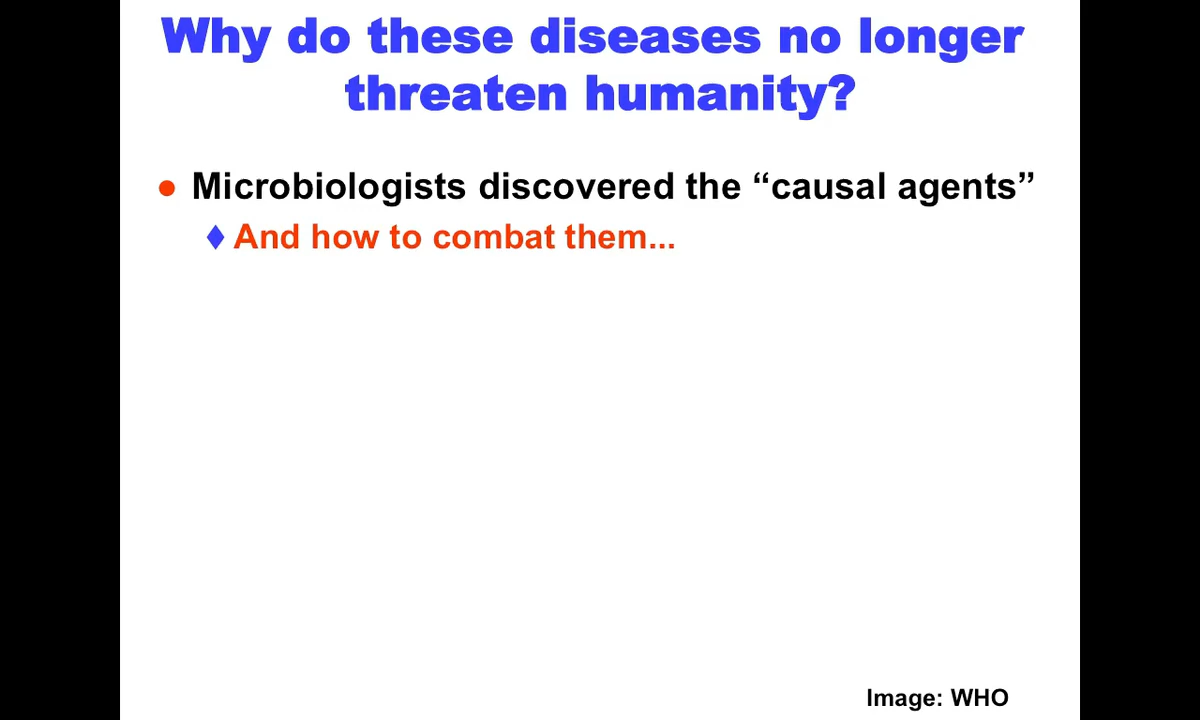 Why do these diseases no longer
threaten humanity?
● Microbiologists discovered the “causal agents”
♦ And how to combat them...
Image: WHO